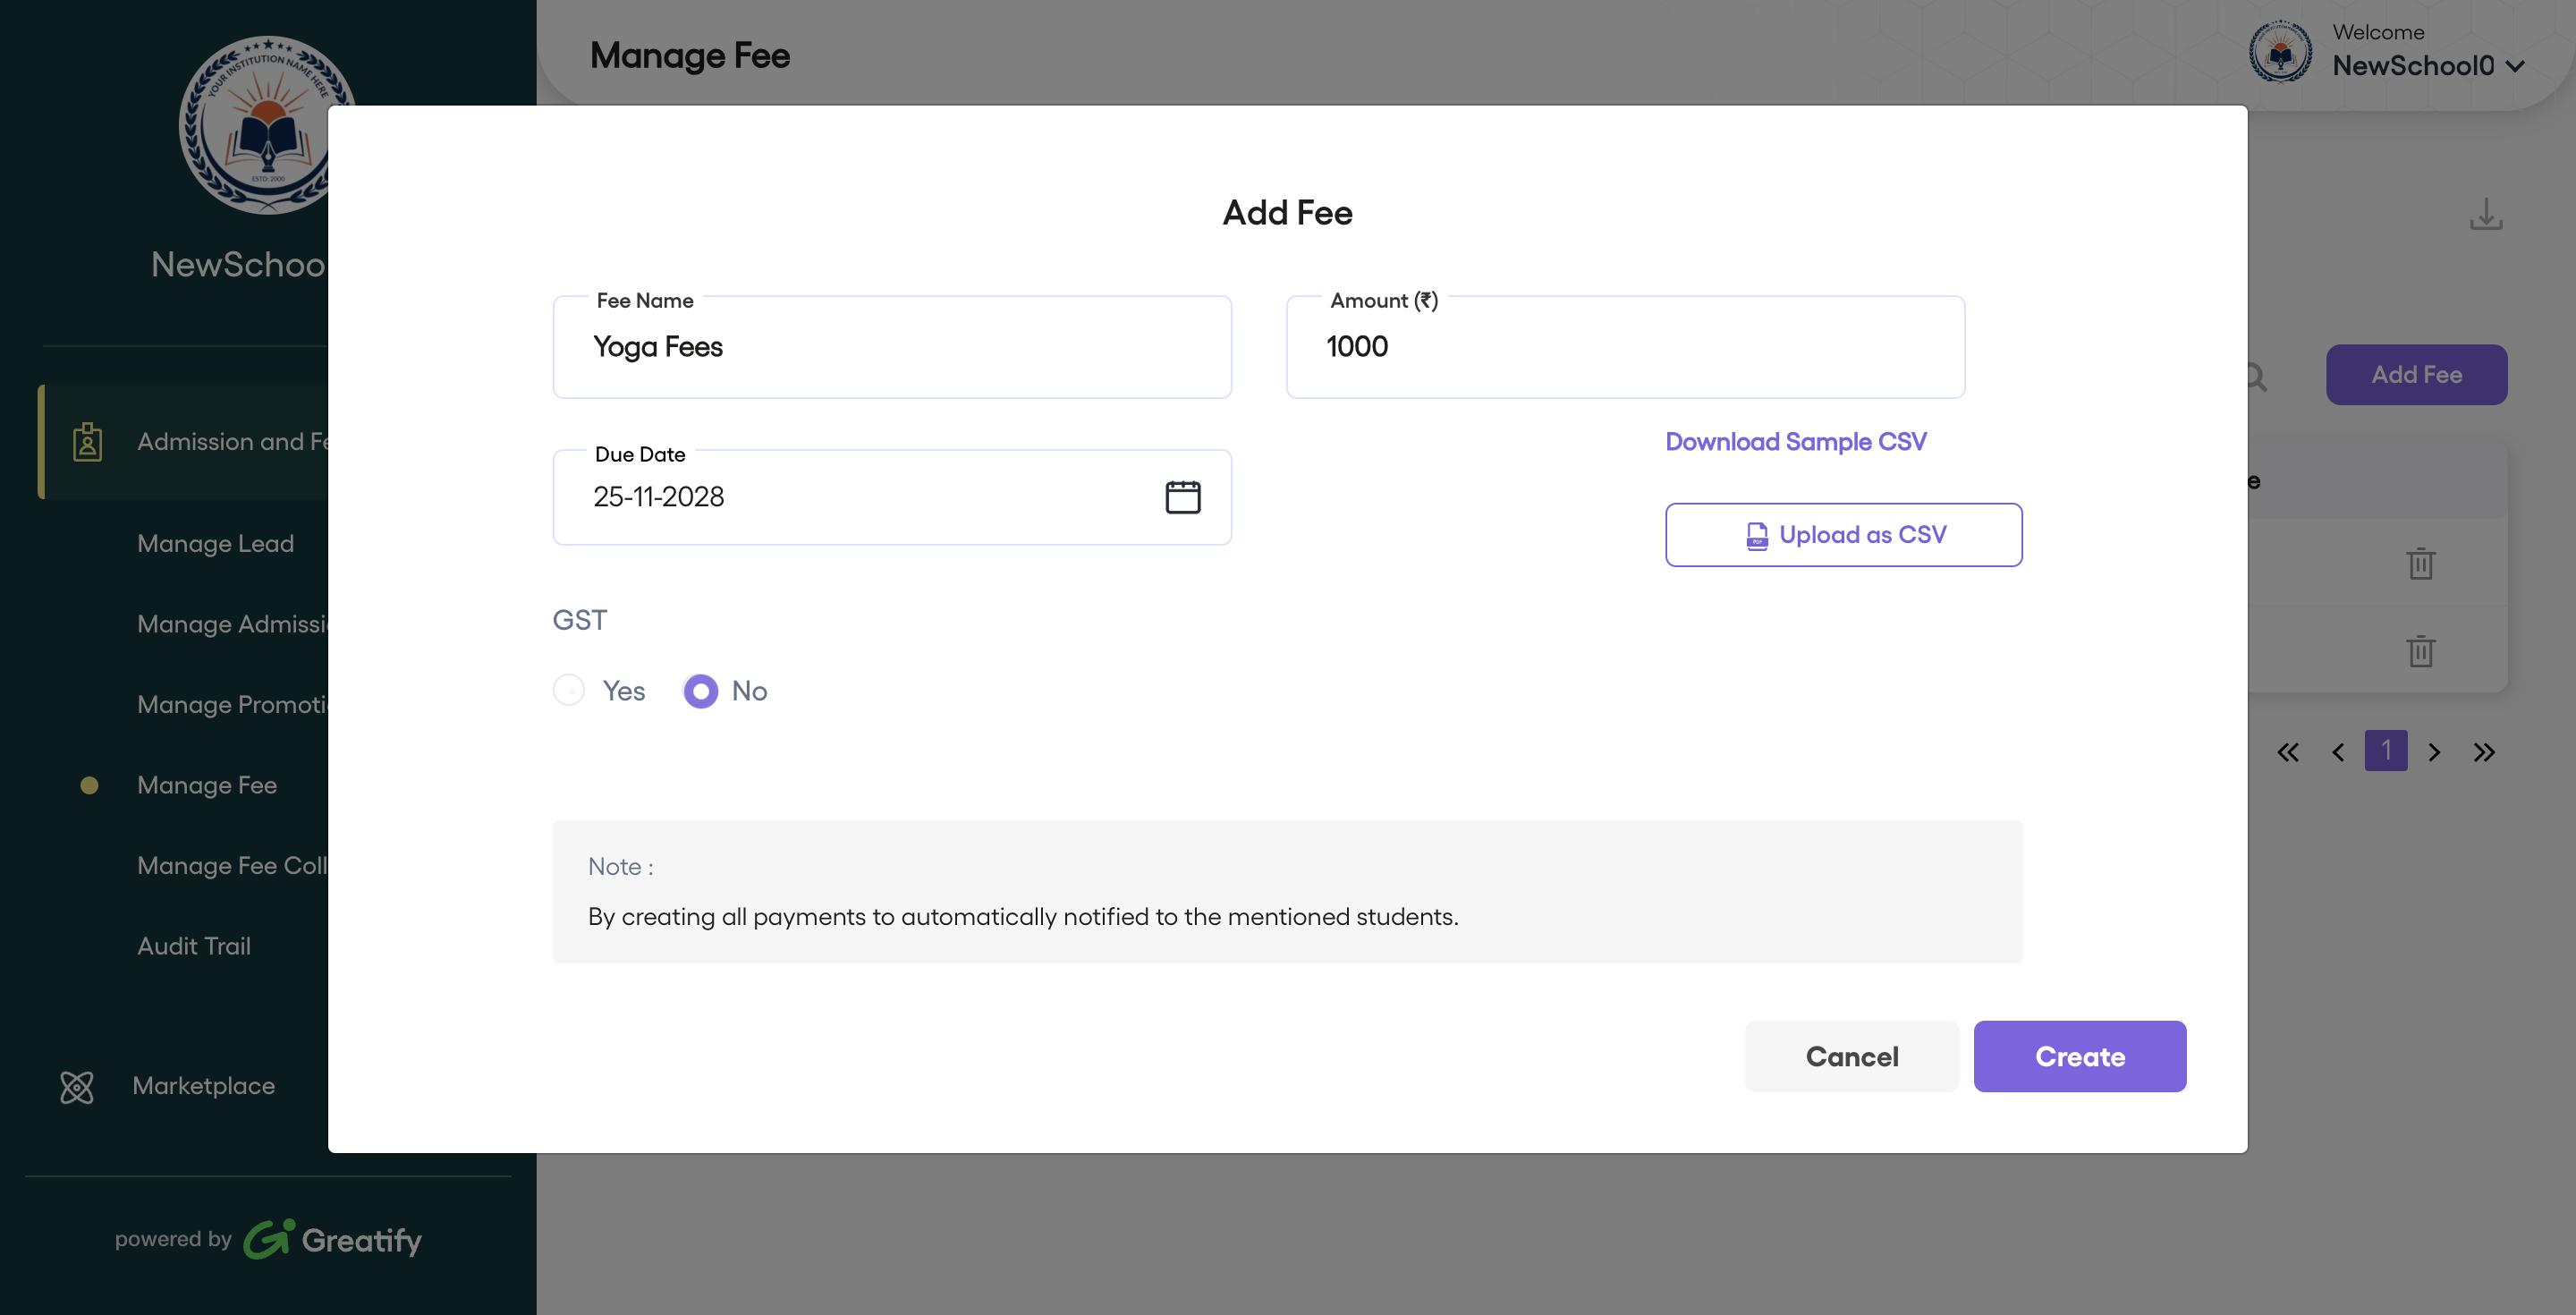 YOUR INSTITUTION NAME HERE
ESTD: 2000
NewSchoo
Admission and Fe
Manage Lead
Manage Admissi
Manage Promoti
Manage Fee
Manage Fee Coll
Audit Trail
Marketplace
powered by Greatify
Manage Fee
Welcome
NewSchool0
Add Fee
e
1
Add Fee
Fee Name
Yoga Fees
Amount (₹)
1000
Due Date
25-11-2028
Download Sample CSV
PDF Upload as CSV
GST
Yes No
Note :
By creating all payments to automatically notified to the mentioned students.
Cancel Create